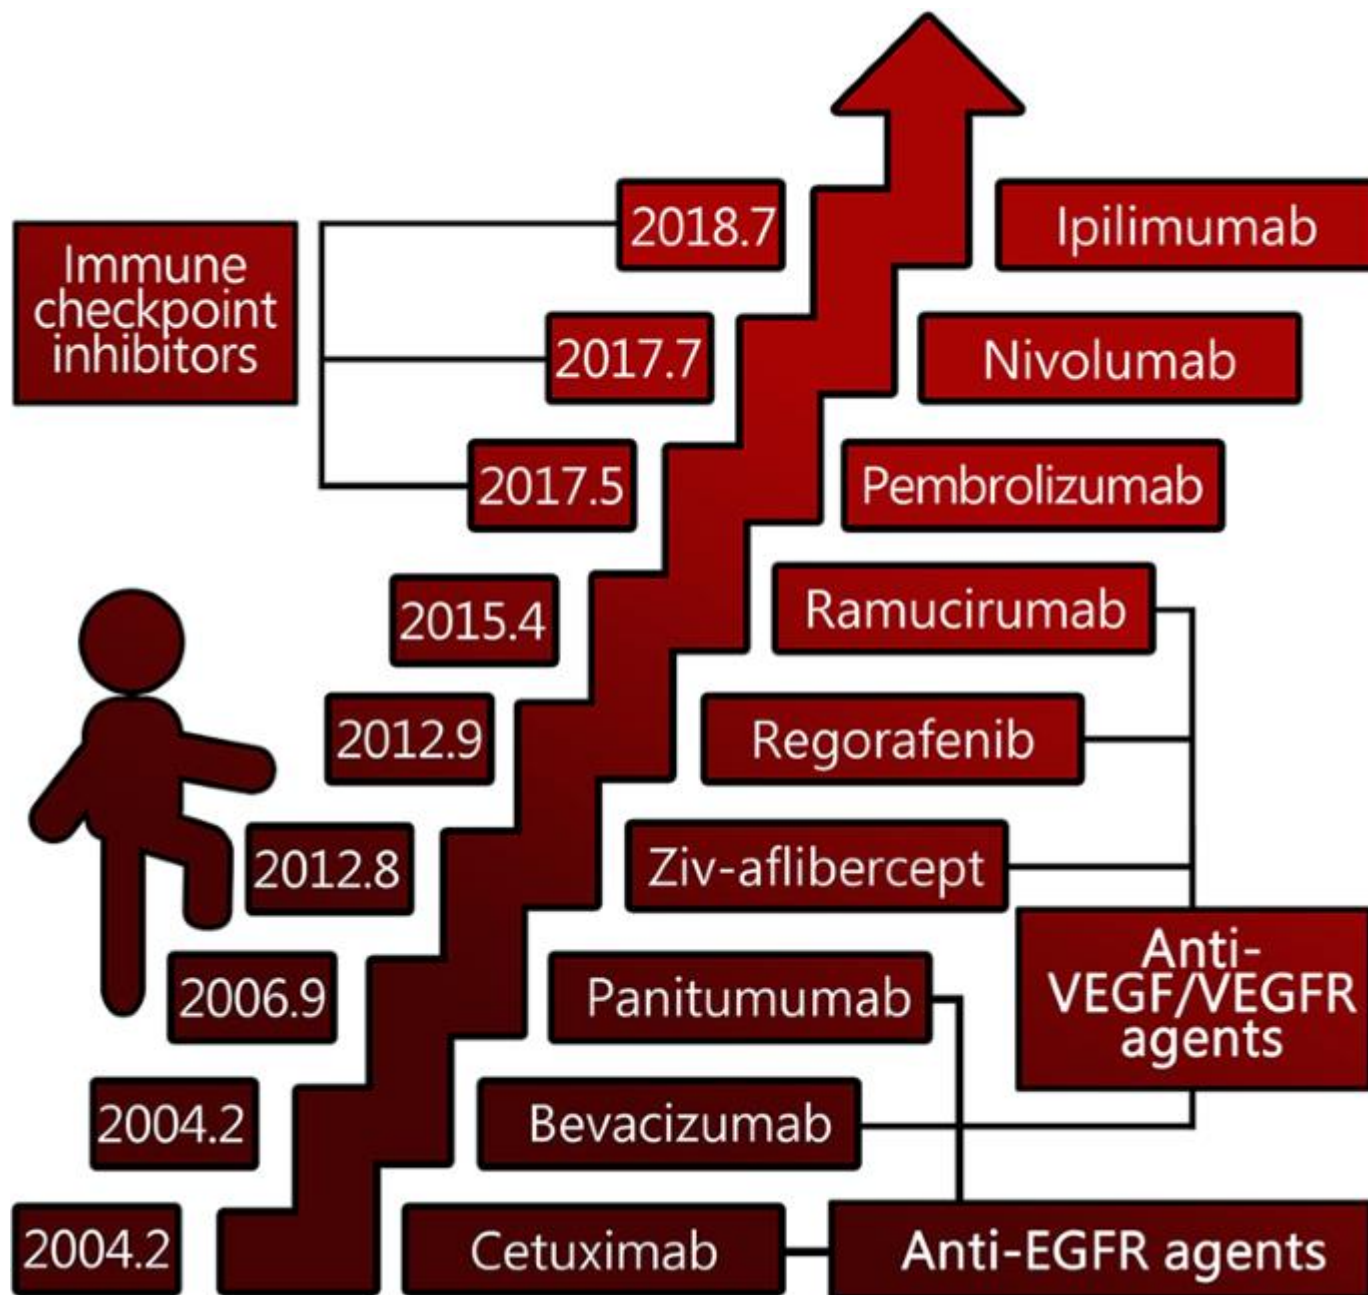 2018.7
Ipilimumab
Immune
checkpoint
inhibitors
2017.7
Nivolumab
2017.5
Pembrolizumab
2015.4
Ramucirumab
2012.9
Regorafenib
2012.8
Ziv-aflibercept
Anti-
VEGF/VEGFR
agents
2006.9
Panitumumab
2004.2
Bevacizumab
2004.2
Cetuximab
Anti-EGFR agents